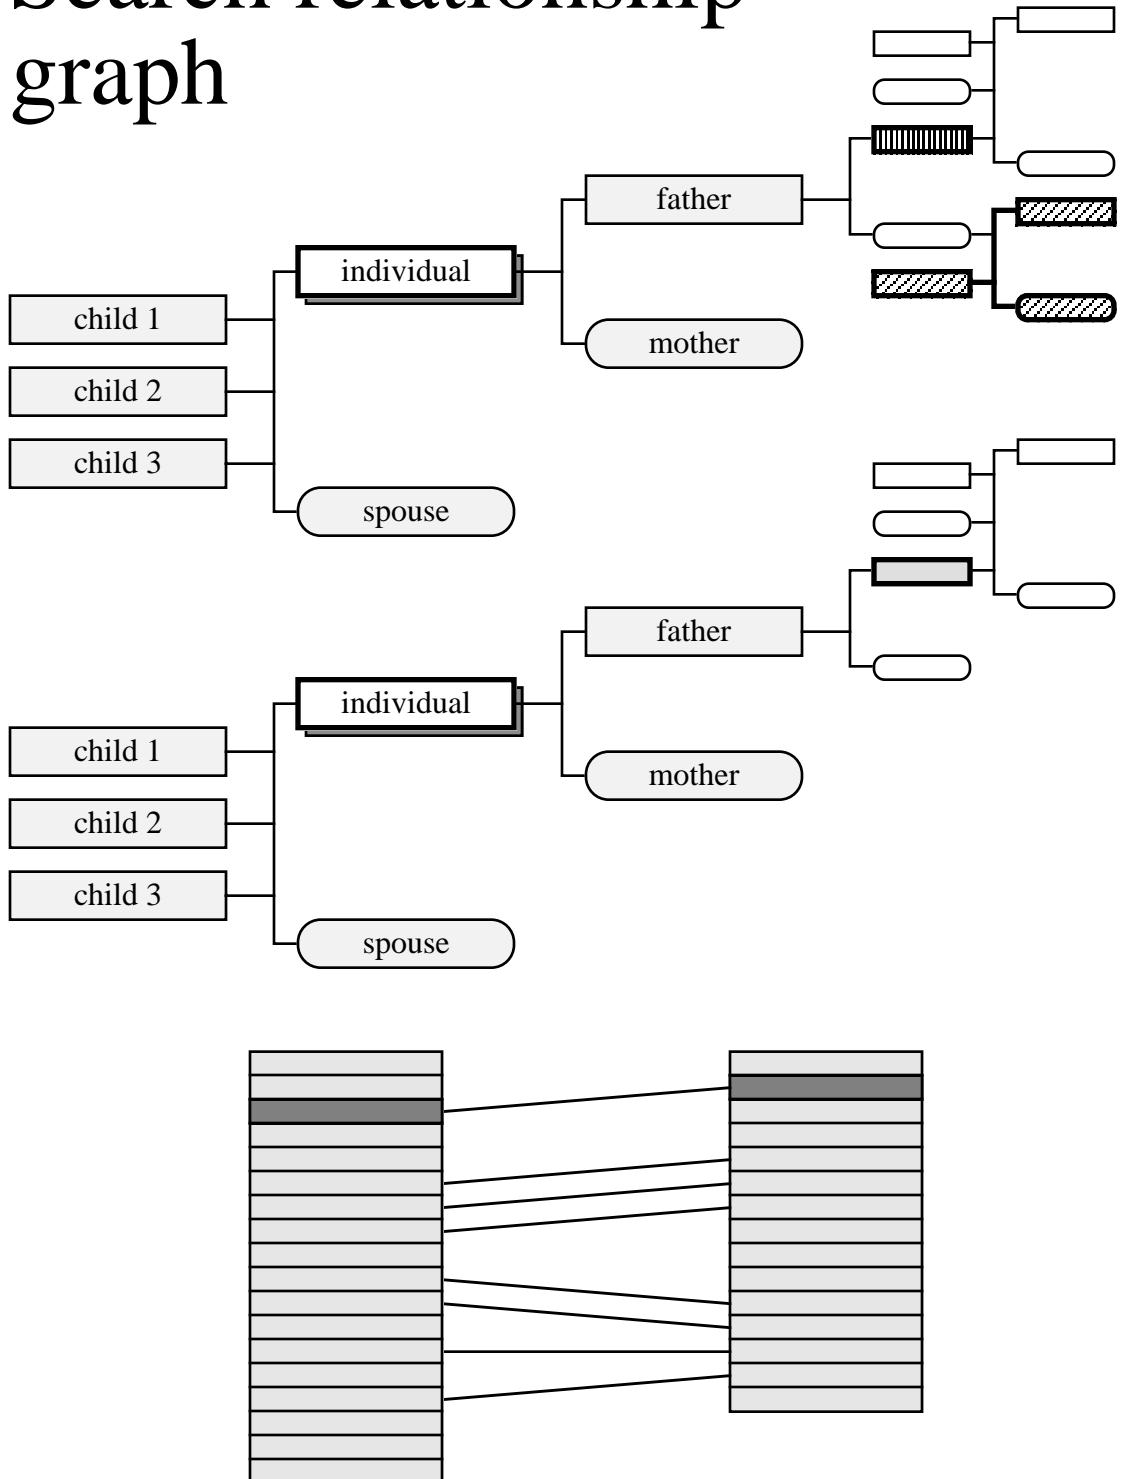 Search relationship
graph
father
individual
child 1
mother
child 2
child 3
spouse
father
individual
child 1
mother
child 2
child 3
spouse